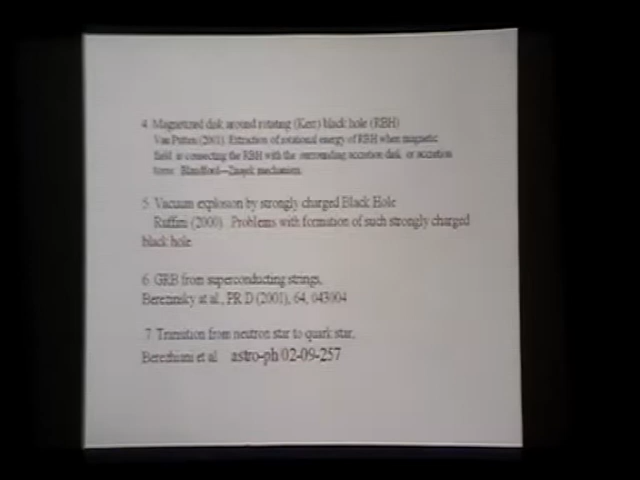 4. Magnetized disk around rotating (Kerr) black hole (RBH)
Van Putten (2001). Extraction of rotational energy of RBH when magnetic
field is connecting the RBH with the surrounding accretion disk or accretion
torus. Blandford-Znajek mechanism.
5. Vacuum explosion by strongly charged Black Hole
Ruffini (2000). Problems with formation of such strongly charged
black hole
6. GRB from superconducting strings,
Berezinsky at al., PR D (2001), 64, 043004
7. Transition from neutron star to quark star,
Berezhiani et al astro-ph 02-09-257